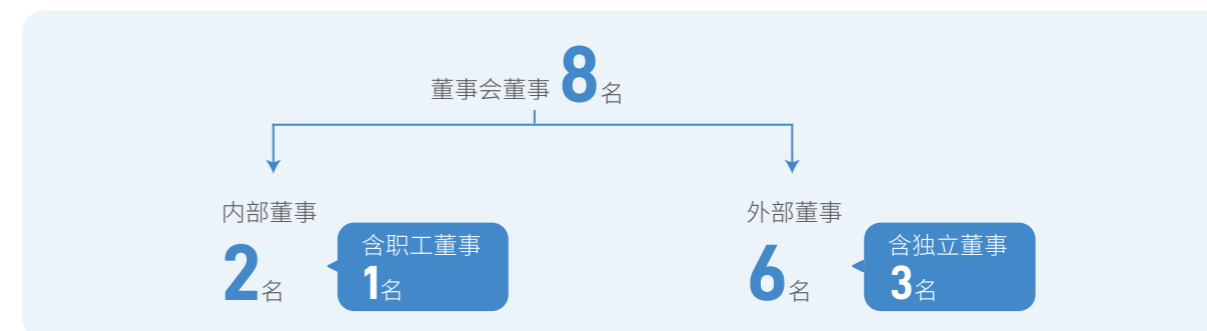 董事会董事 8名
内部董事
2名
含职工董事
1名
外部董事
6名
含独立董事
3名